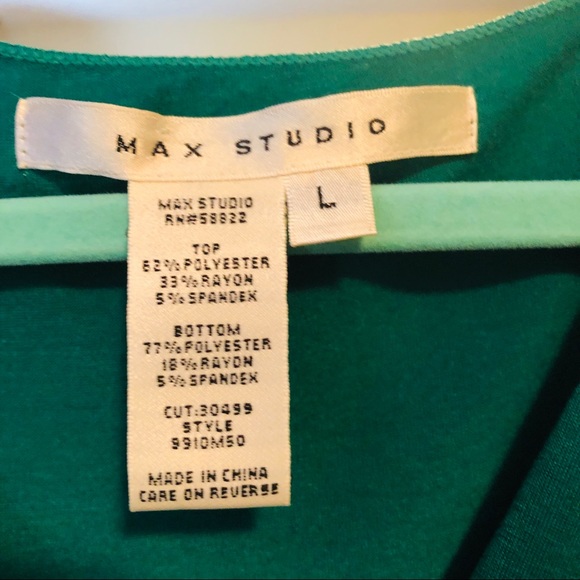 MAX STUDIO
L
MAX STUDIO
RN#58822
TOP
62%POLYESTER
33%RAYON
5%SPANDEX
BOTTOM
77%POLYESTER
18%RAYON
5%SPANDEX
CUT:30499
STYLE
9910M50
MADE IN CHINA
CARE ON REVERSE